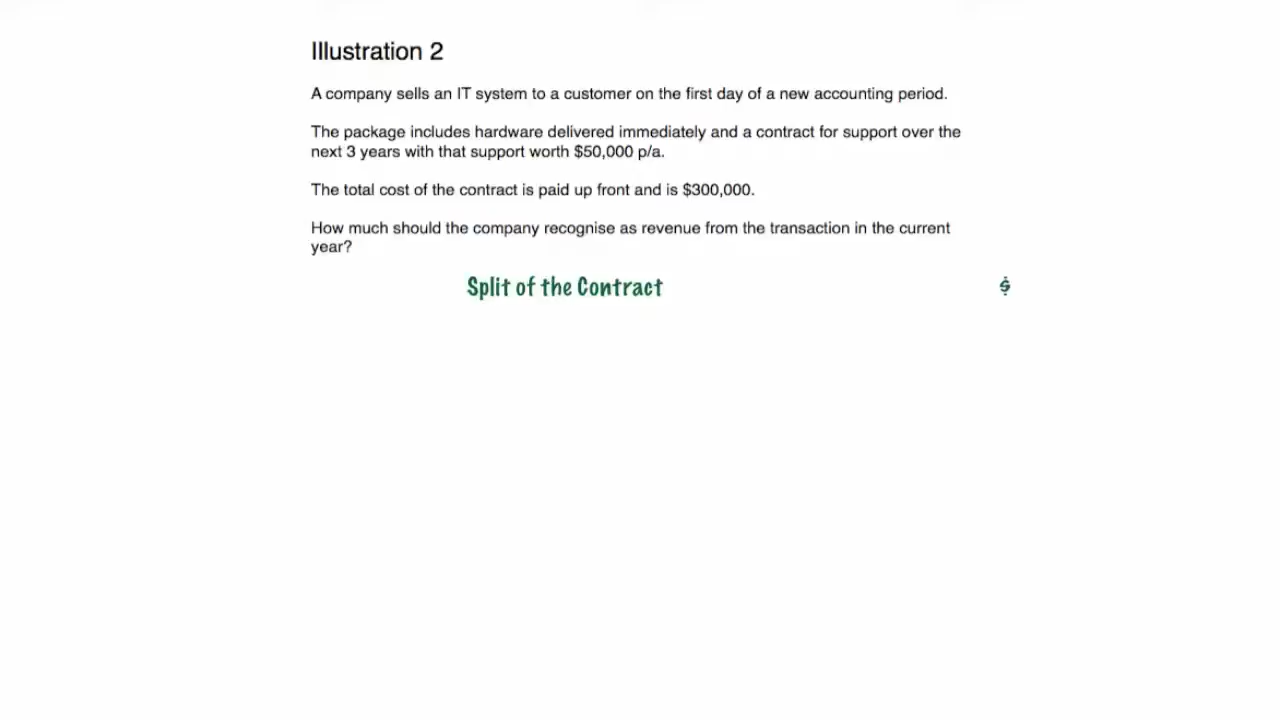 Illustration 2
A company sells an IT system to a customer on the first day of a new accounting period.
The package includes hardware delivered immediately and a contract for support over the
next 3 years with that support worth $50,000 p/a.
The total cost of the contract is paid up front and is $300,000.
How much should the company recognise as revenue from the transaction in the current
year?
Split of the Contract $